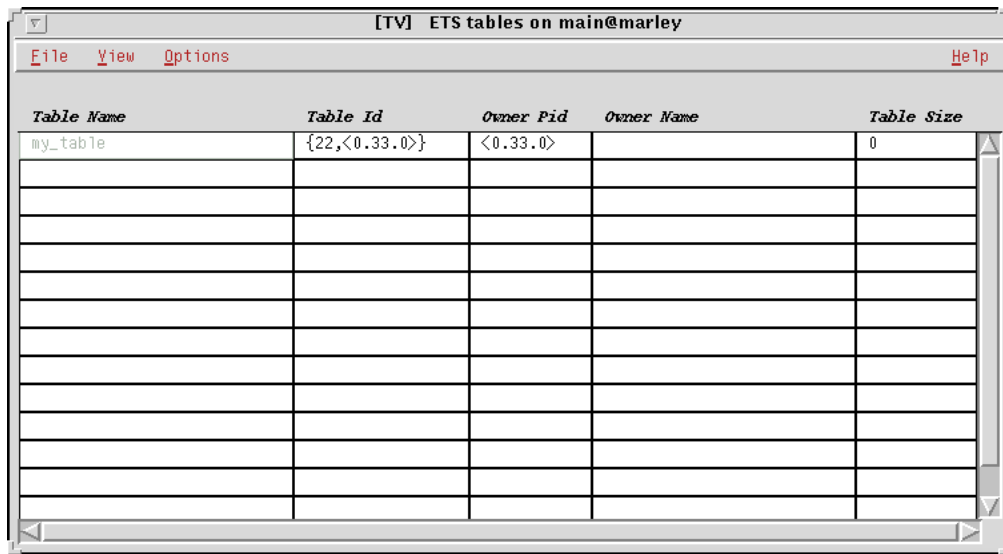 [TV] ETS tables on main@marley
File View Options Help
Table Name Table Id Owner Pid Owner Name Table Size
my_table {22,<0.33.0>} <0.33.0> 0